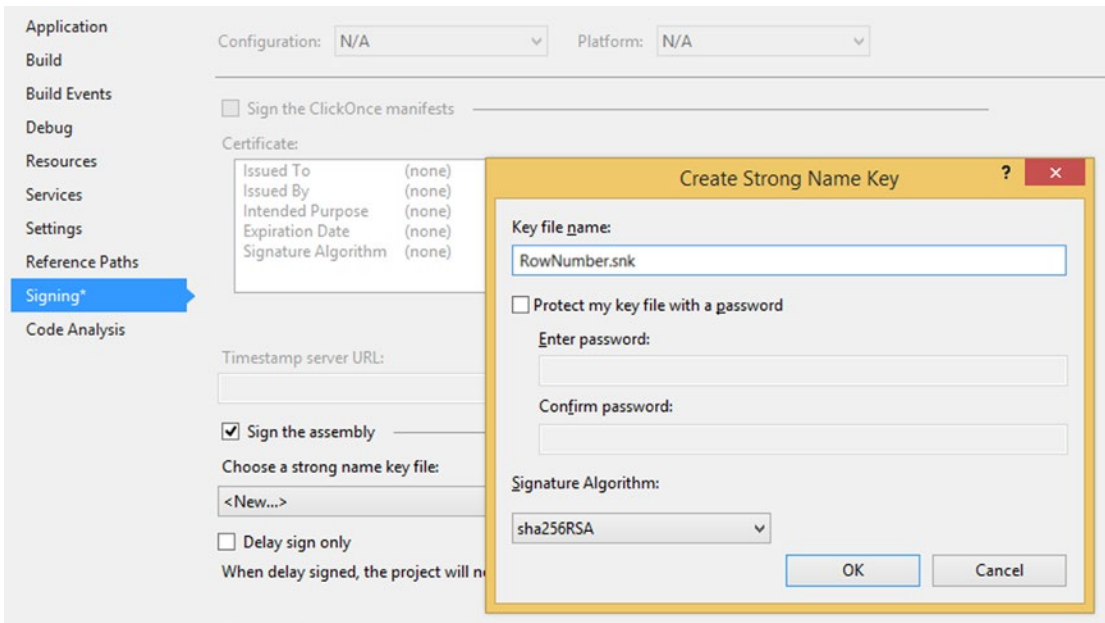 Application
Build
Build Events
Debug
Resources
Services
Settings
Reference Paths
Signing*
Code Analysis
Configuration: N/A Platform: N/A
Sign the ClickOnce manifests
Certificate:
Issued To (none)
Issued By (none)
Intended Purpose (none)
Expiration Date (none)
Signature Algorithm (none)
Timestamp server URL:
Sign the assembly
Choose a strong name key file:
<New...>
Delay sign only
When delay signed, the project will
Create Strong Name Key ?
Key file name:
RowNumber.snk
Protect my key file with a password
Enter password:
Confirm password:
Signature Algorithm:
sha256RSA
OK Cancel